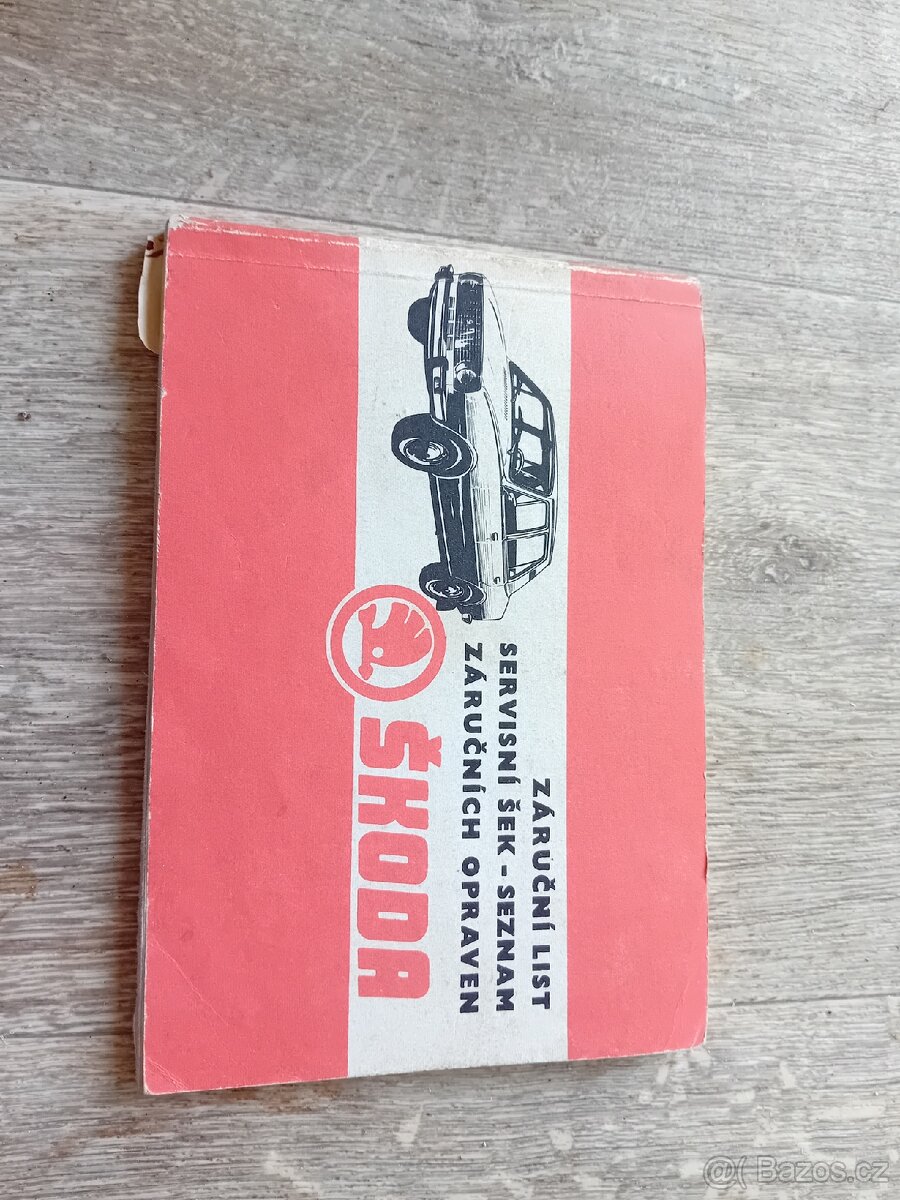 ZÁRUČNÍ LIST
SERVISNÍ ŠEK - SEZNAM
ZÁRUČNÍCH OPRAVEN
ŠKODA
@( Bazos.cz